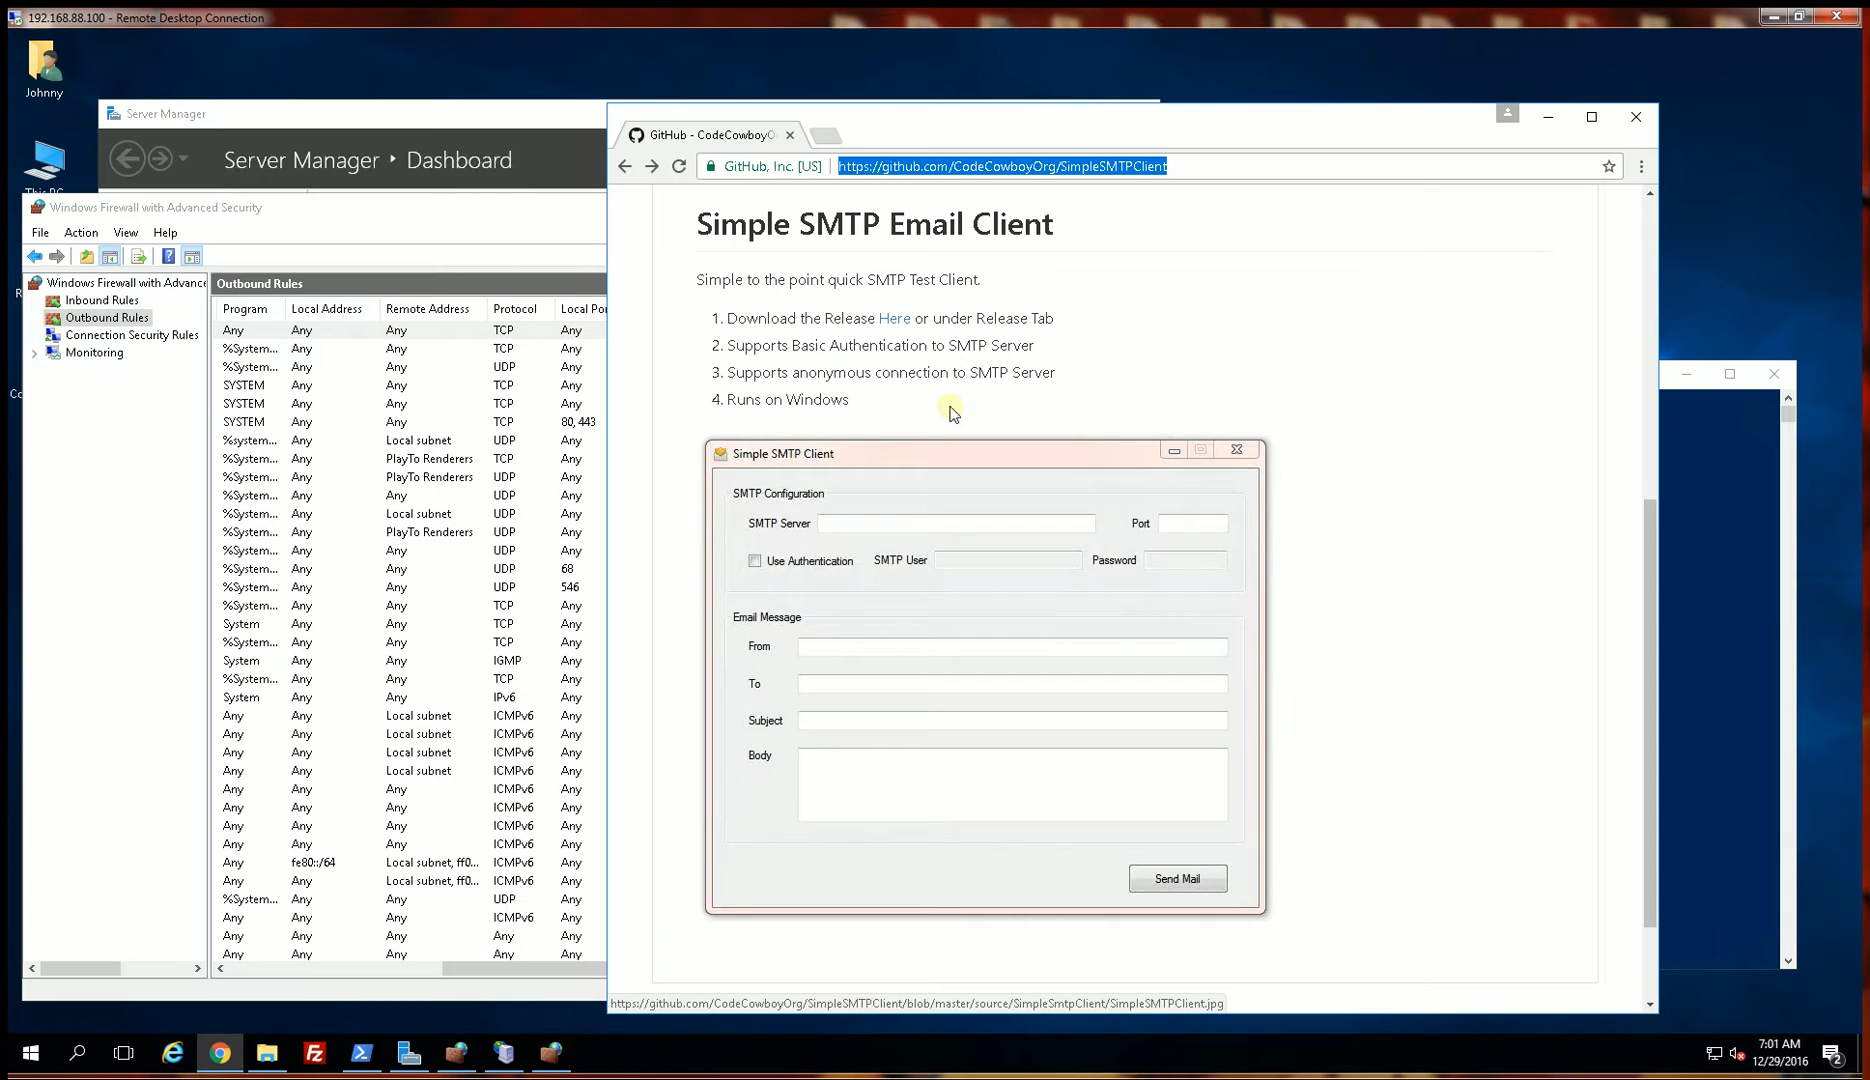 192.168.88.100 - Remote Desktop Connection
Johnny
This PC
Server Manager
Server Manager • Dashboard
Windows Firewall with Advanced Security
File Action View Help
Windows Firewall with Advance
Inbound Rules
Outbound Rules
Connection Security Rules
Monitoring
Outbound Rules
Program Local Address Remote Address Protocol Local Por
Any Any Any TCP Any
%System... Any Any TCP Any
%System... Any Any UDP Any
SYSTEM Any Any TCP Any
SYSTEM Any Any TCP Any
SYSTEM Any Any TCP 80, 443
%system... Any Local subnet UDP Any
%System... Any PlayTo Renderers TCP Any
%System... Any PlayTo Renderers UDP Any
%System... Any Any UDP Any
%System... Any Local subnet UDP Any
%System... Any PlayTo Renderers UDP Any
%System... Any Any UDP Any
%System... Any Any UDP 68
%System... Any Any UDP 546
%System... Any Any TCP Any
System Any Any TCP Any
%System... Any Any TCP Any
System Any Any IGMP Any
%System... Any Any TCP Any
System Any Any IPv6 Any
Any Any Local subnet ICMPv6 Any
Any Any Local subnet ICMPv6 Any
Any Any Local subnet ICMPv6 Any
Any Any Local subnet ICMPv6 Any
Any Any Any ICMPv6 Any
Any Any Any ICMPv6 Any
Any Any Any ICMPv6 Any
Any Any Any ICMPv6 Any
Any fe80::/64 Local subnet, ff0... ICMPv6 Any
Any Any Local subnet, ff0... ICMPv6 Any
%System... Any Any UDP Any
Any Any Any ICMPv6 Any
Any Any Any Any Any
Any Any Any Any Any
GitHub - CodeCowboyO
GitHub, Inc. [US] https://github.com/CodeCowboyOrg/SimpleSMTPClient
Simple SMTP Email Client
Simple to the point quick SMTP Test Client.
1. Download the Release Here or under Release Tab
2. Supports Basic Authentication to SMTP Server
3. Supports anonymous connection to SMTP Server
4. Runs on Windows
Simple SMTP Client
SMTP Configuration
SMTP Server Port
Use Authentication SMTP User Password
Email Message
From
To
Subject
Body
Send Mail
https://github.com/CodeCowboyOrg/SimpleSMTPClient/blob/master/source/SimpleSmtpClient/SimpleSMTPClient.jpg
7:01 AM
12/29/2016
2